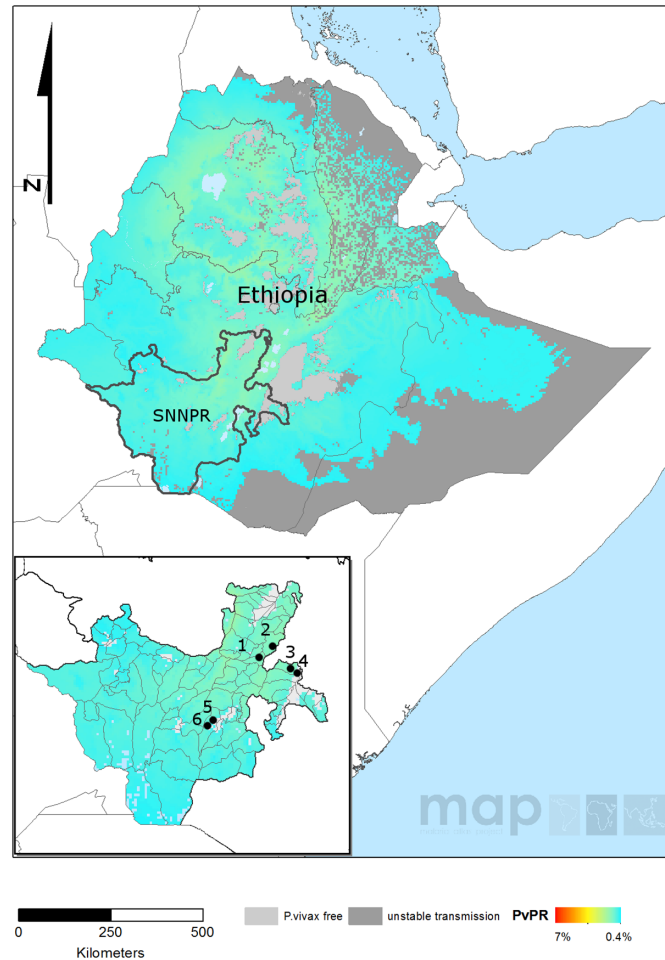 Z
Ethiopia
SNNPR
1
2
3
4
5
6
map
0
250
500
Kilometers
P.vivax free
unstable transmission
PvPR
7%
0.4%